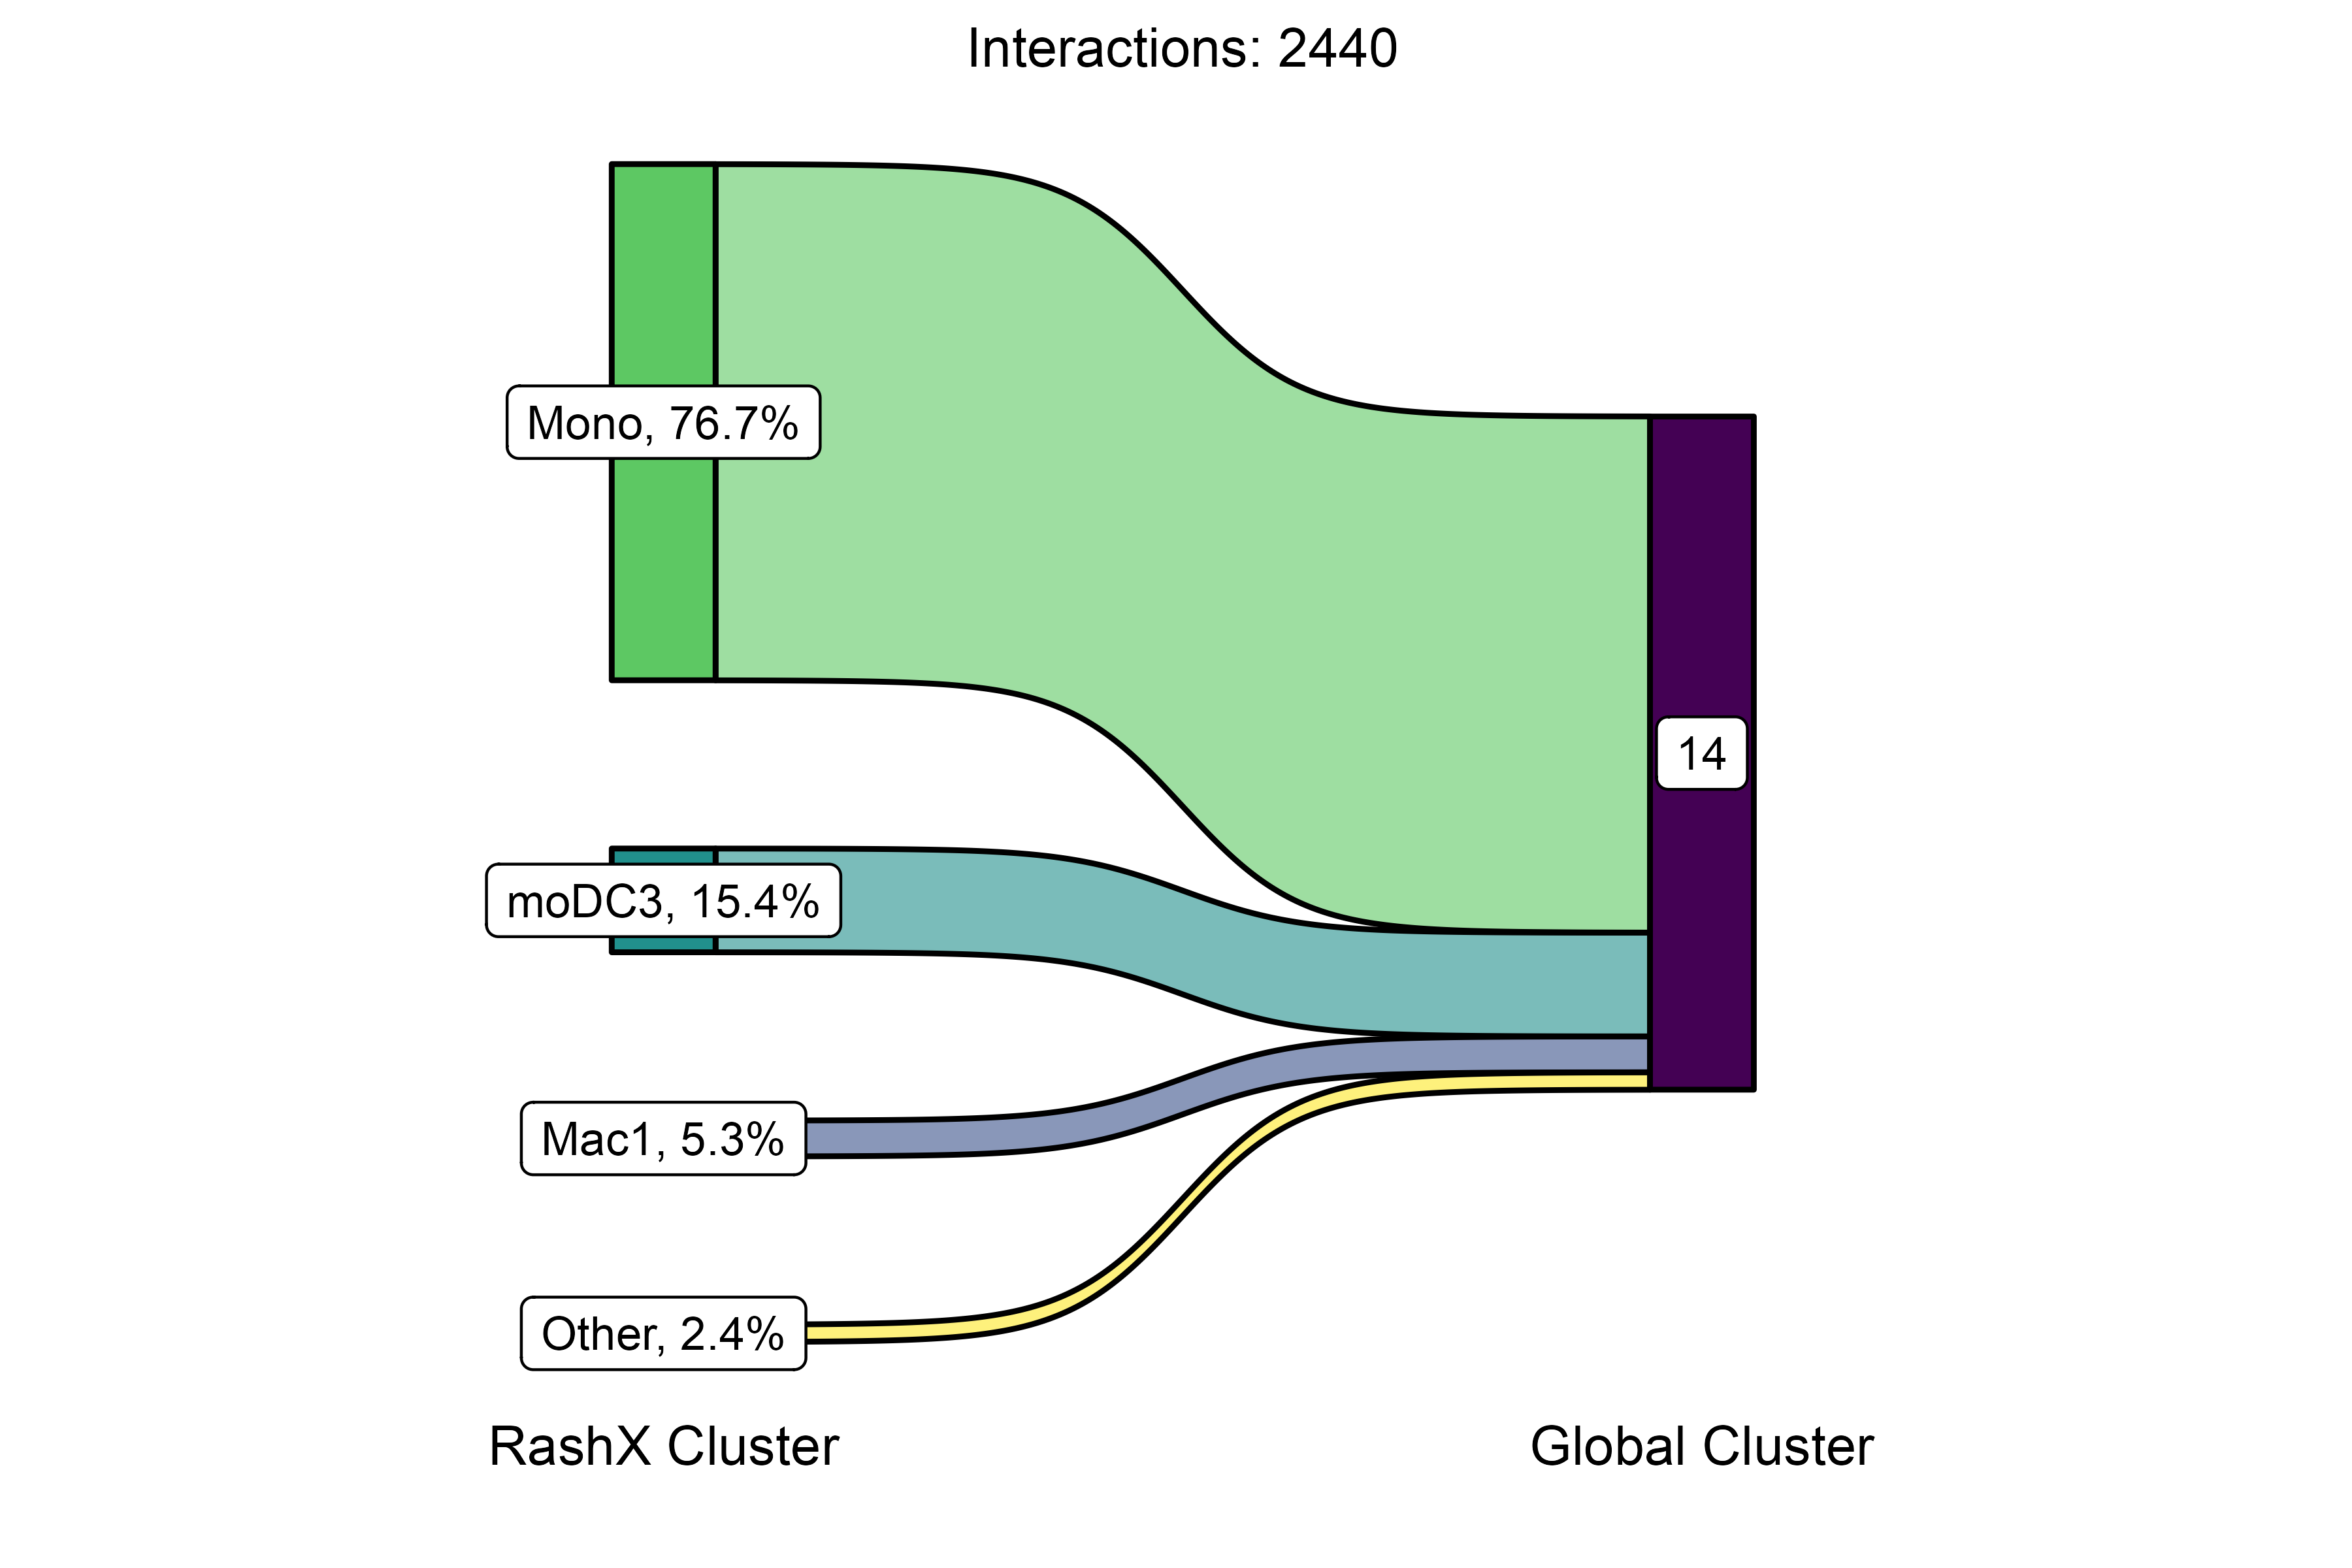 Interactions: 2440
Mono, 76.7%
14
moDC3, 15.4%
Mac1, 5.3%
Other, 2.4%
RashX Cluster
Global Cluster